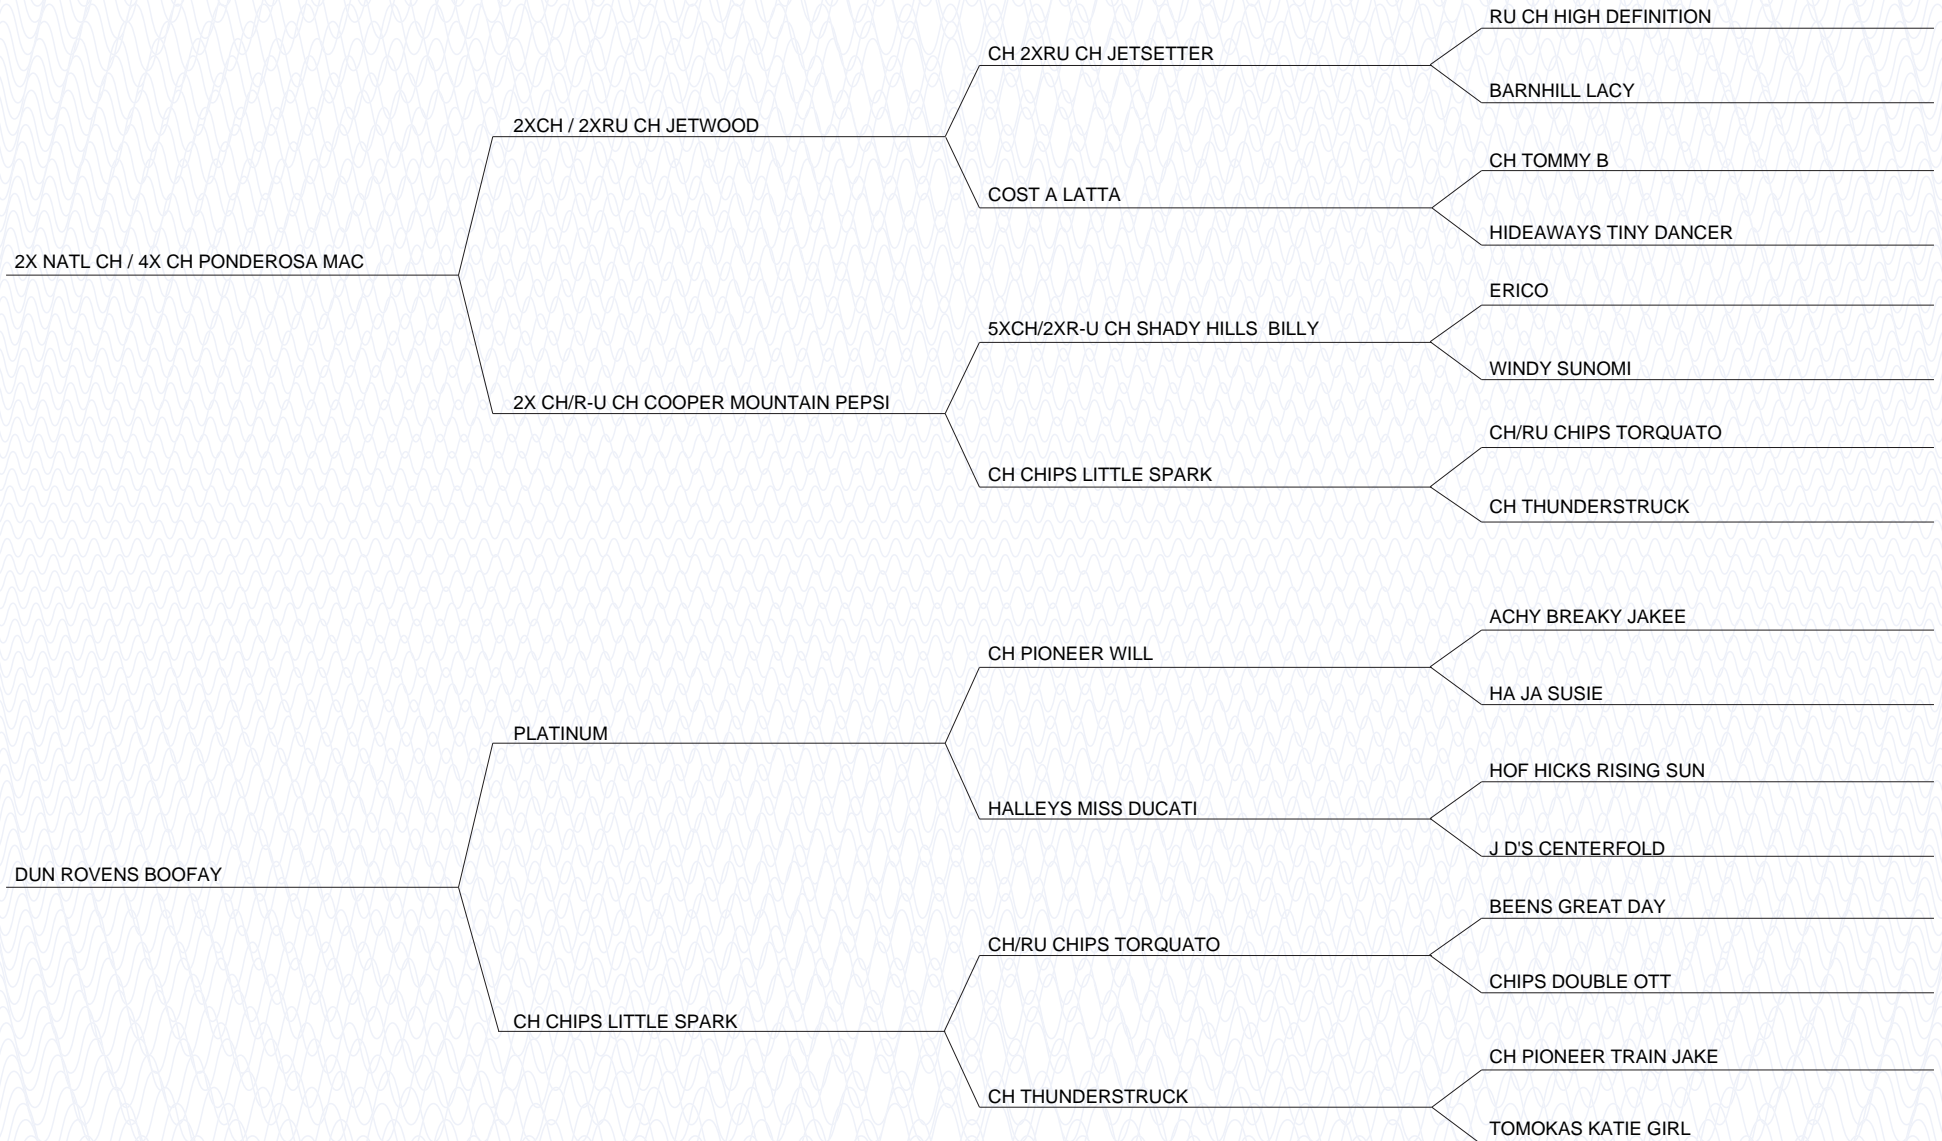 RU CH HIGH DEFINITION
CH 2XRU CH JETSETTER
BARNHILL LACY
2XCH / 2XRU CH JETWOOD
CH TOMMY B
COST A LATTA
HIDEAWAYS TINY DANCER
2X NATL CH / 4X CH PONDEROSA MAC
ERICO
5XCH/2XR-U CH SHADY HILLS  BILLY
WINDY SUNOMI
2X CH/R-U CH COOPER MOUNTAIN PEPSI
CH/RU CHIPS TORQUATO
CH CHIPS LITTLE SPARK
CH THUNDERSTRUCK
ACHY BREAKY JAKEE
CH PIONEER WILL
HA JA SUSIE
PLATINUM
HOF HICKS RISING SUN
HALLEYS MISS DUCATI
J D'S CENTERFOLD
DUN ROVENS BOOFAY
BEENS GREAT DAY
CH/RU CHIPS TORQUATO
CHIPS DOUBLE OTT
CH CHIPS LITTLE SPARK
CH PIONEER TRAIN JAKE
CH THUNDERSTRUCK
TOMOKAS KATIE GIRL